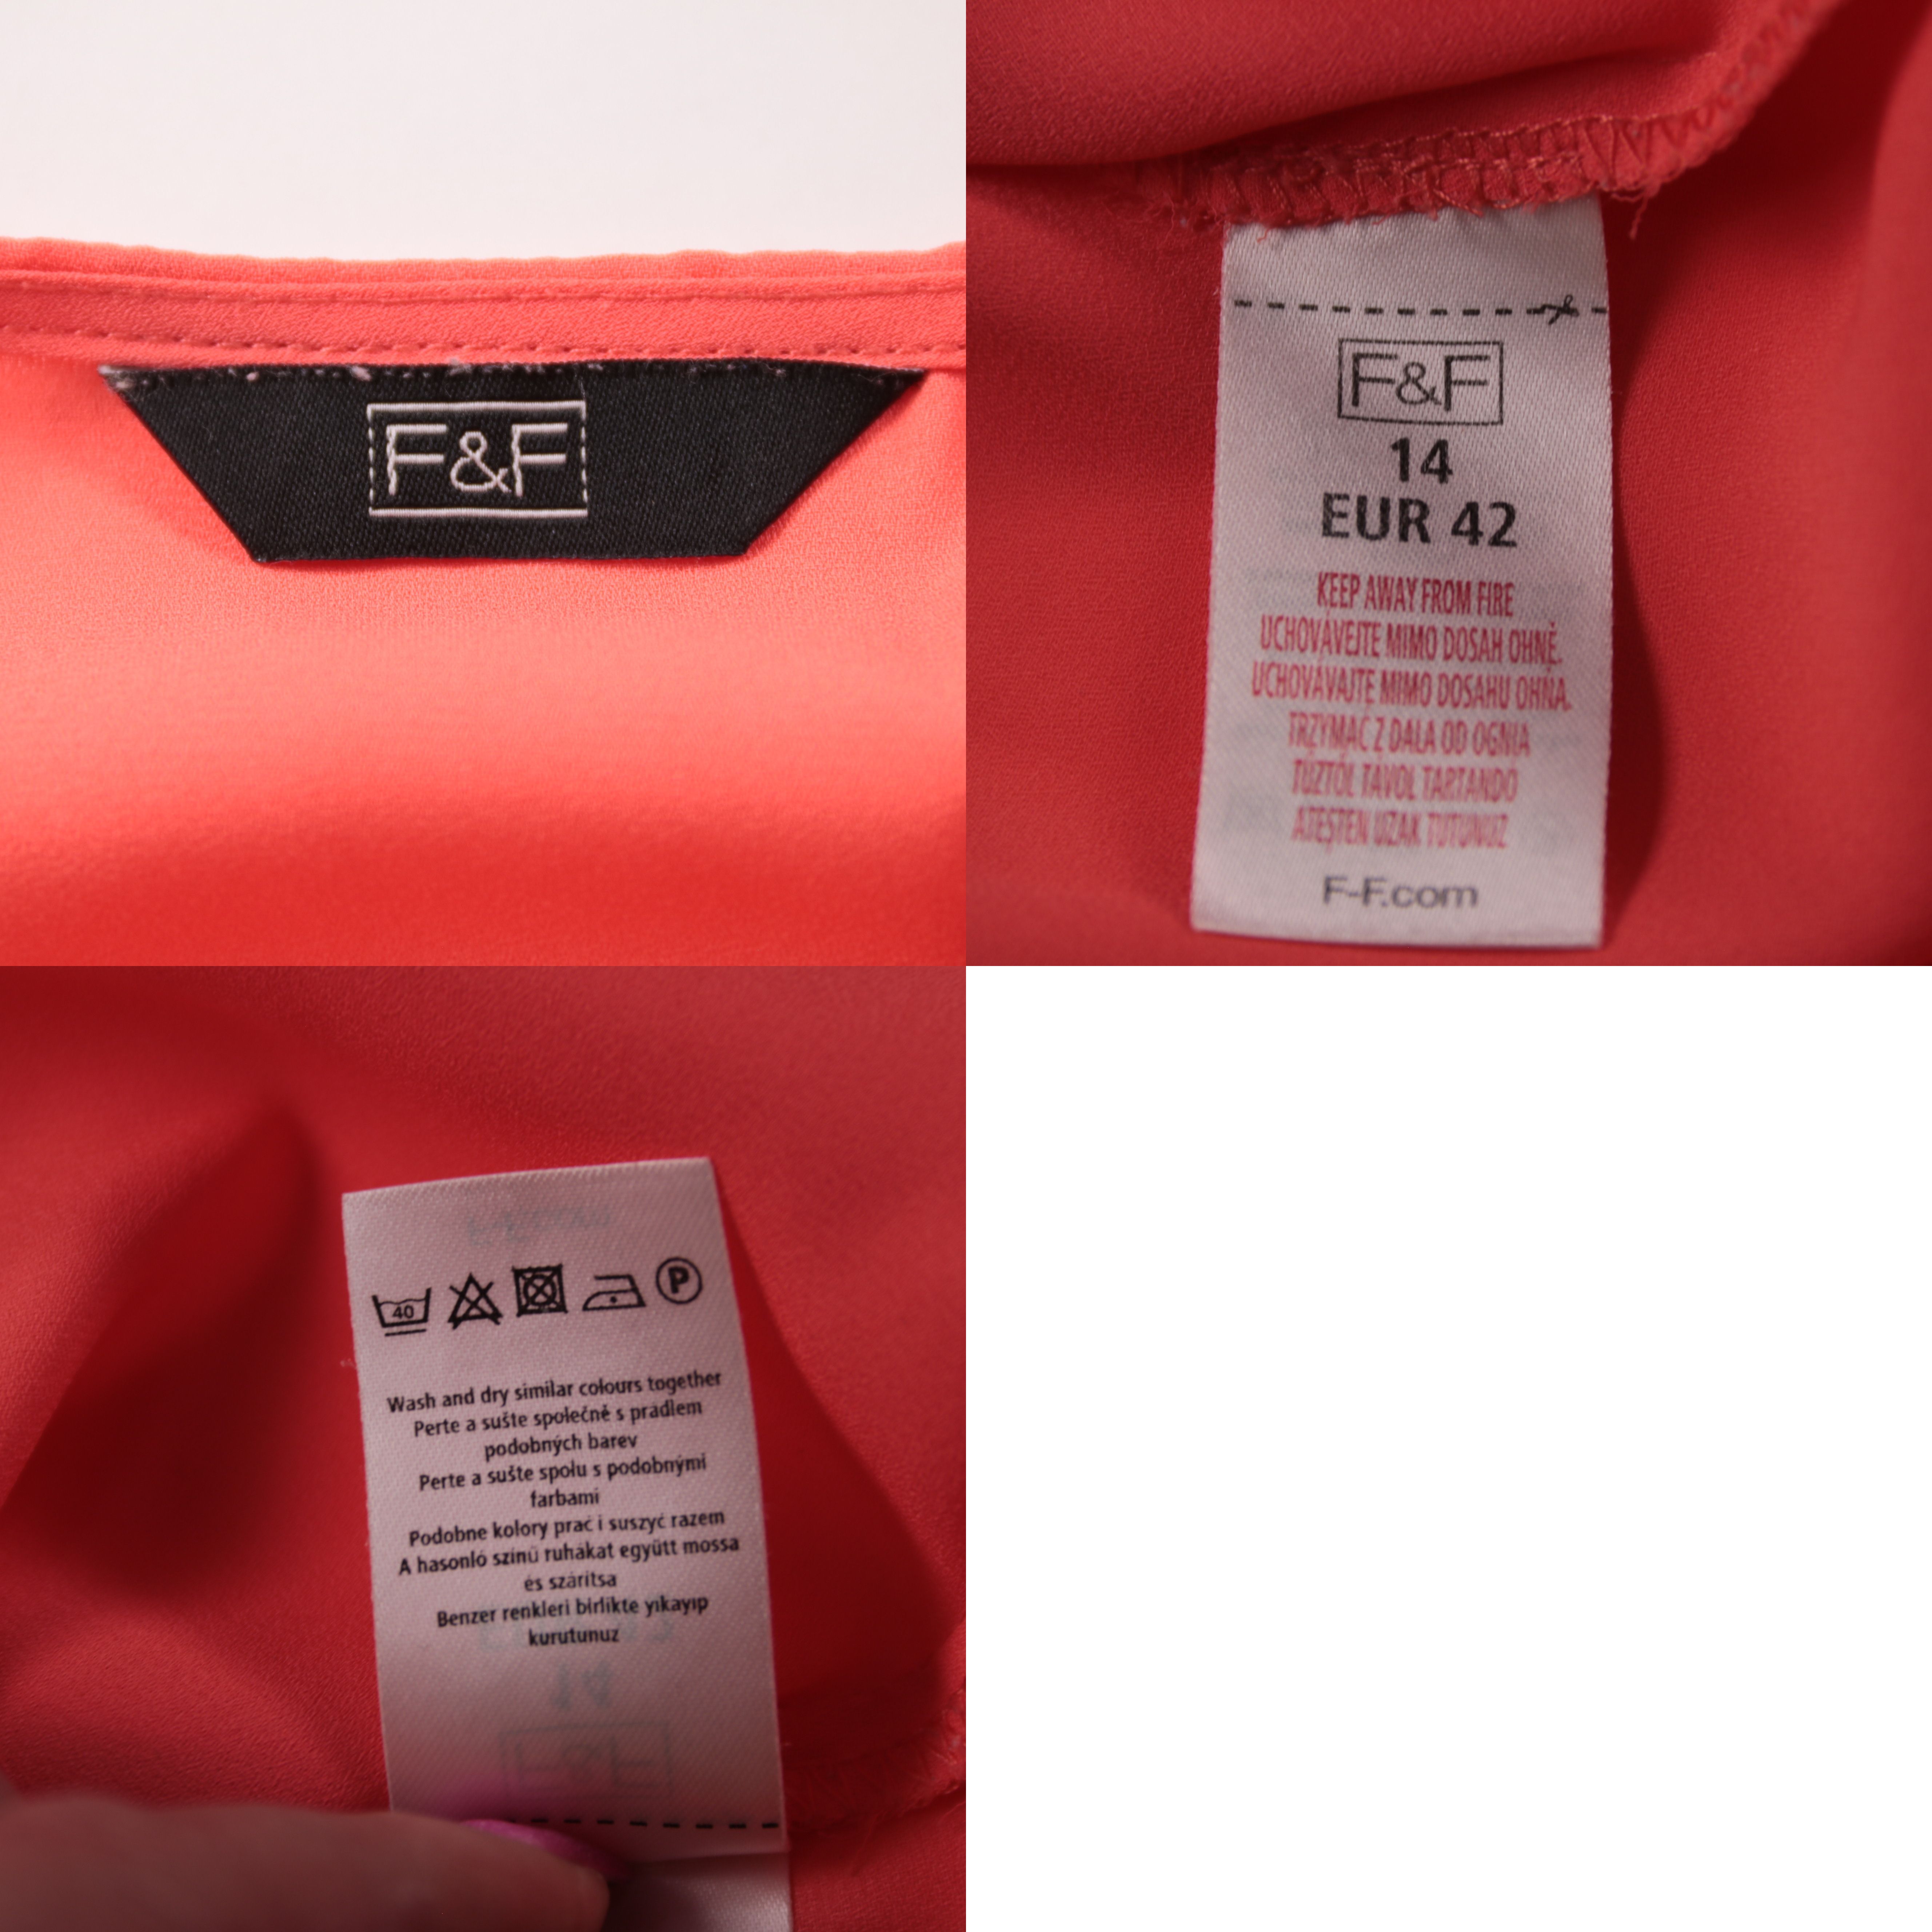 F&F
F&F
14
EUR 42
KEEP AWAY FROM FIRE
UCHOVÁVEJTE MIMO DOSAH OHNĚ.
UCHOVÁVAJTE MIMO DOSAHU OHŇA.
TRZYMAĆ Z DALA OD OGNIA
TŰZTŐL TÁVOL TARTANDÓ
ATEŞTEN UZAK TUTUNUZ
F-F.com
40
P
Wash and dry similar colours together
Perte a sušte společně s prádlem
podobných barev
Perte a sušte spolu s podobnými
farbami
Podobne kolory prać i suszyć razem
A hasonló színű ruhákat együtt mossa
és szárítsa
Benzer renkleri birlikte yıkayıp
kurutunuz